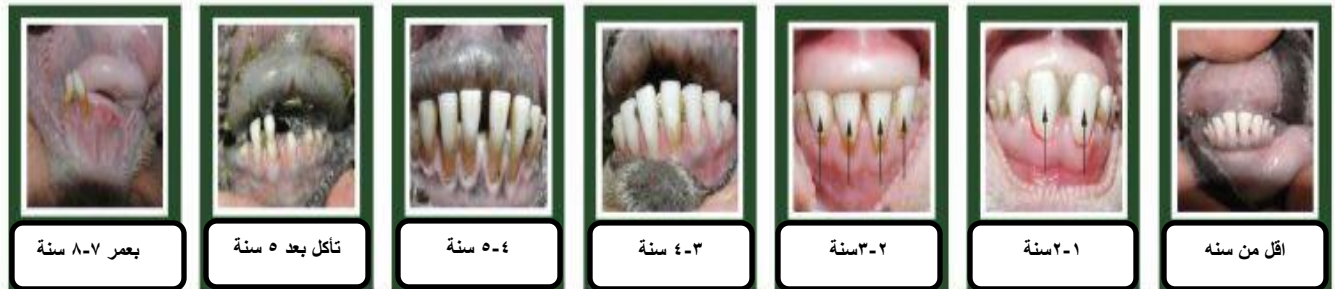 اقل من سنه
١-٢سنة
٢-٣سنة
٣-٤ سنة
٤-٥ سنة
تأكل بعد ٥ سنة
بعمر ٧-٨ سنة